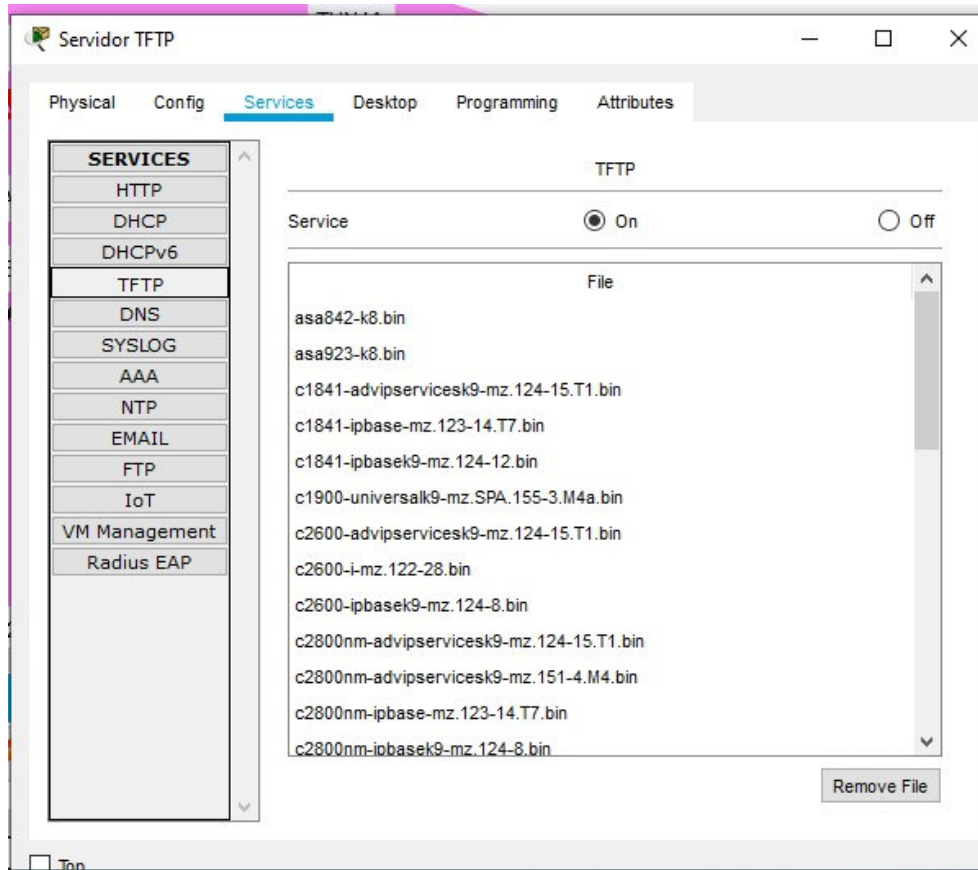 Servidor TFTP
Physical Config Services Desktop Programming Attributes
SERVICES
HTTP
DHCP
DHCPv6
TFTP
DNS
SYSLOG
AAA
NTP
EMAIL
FTP
IoT
VM Management
Radius EAP
TFTP
Service On Off
File
asa842-k8.bin
asa923-k8.bin
c1841-advipservicesk9-mz.124-15.T1.bin
c1841-ipbase-mz.123-14.T7.bin
c1841-ipbasek9-mz.124-12.bin
c1900-universalk9-mz.SPA.155-3.M4a.bin
c2600-advipservicesk9-mz.124-15.T1.bin
c2600-i-mz.122-28.bin
c2600-ipbasek9-mz.124-8.bin
c2800nm-advipservicesk9-mz.124-15.T1.bin
c2800nm-advipservicesk9-mz.151-4.M4.bin
c2800nm-ipbase-mz.123-14.T7.bin
c2800nm-ipbasek9-mz.124-8.bin
Remove File
Top